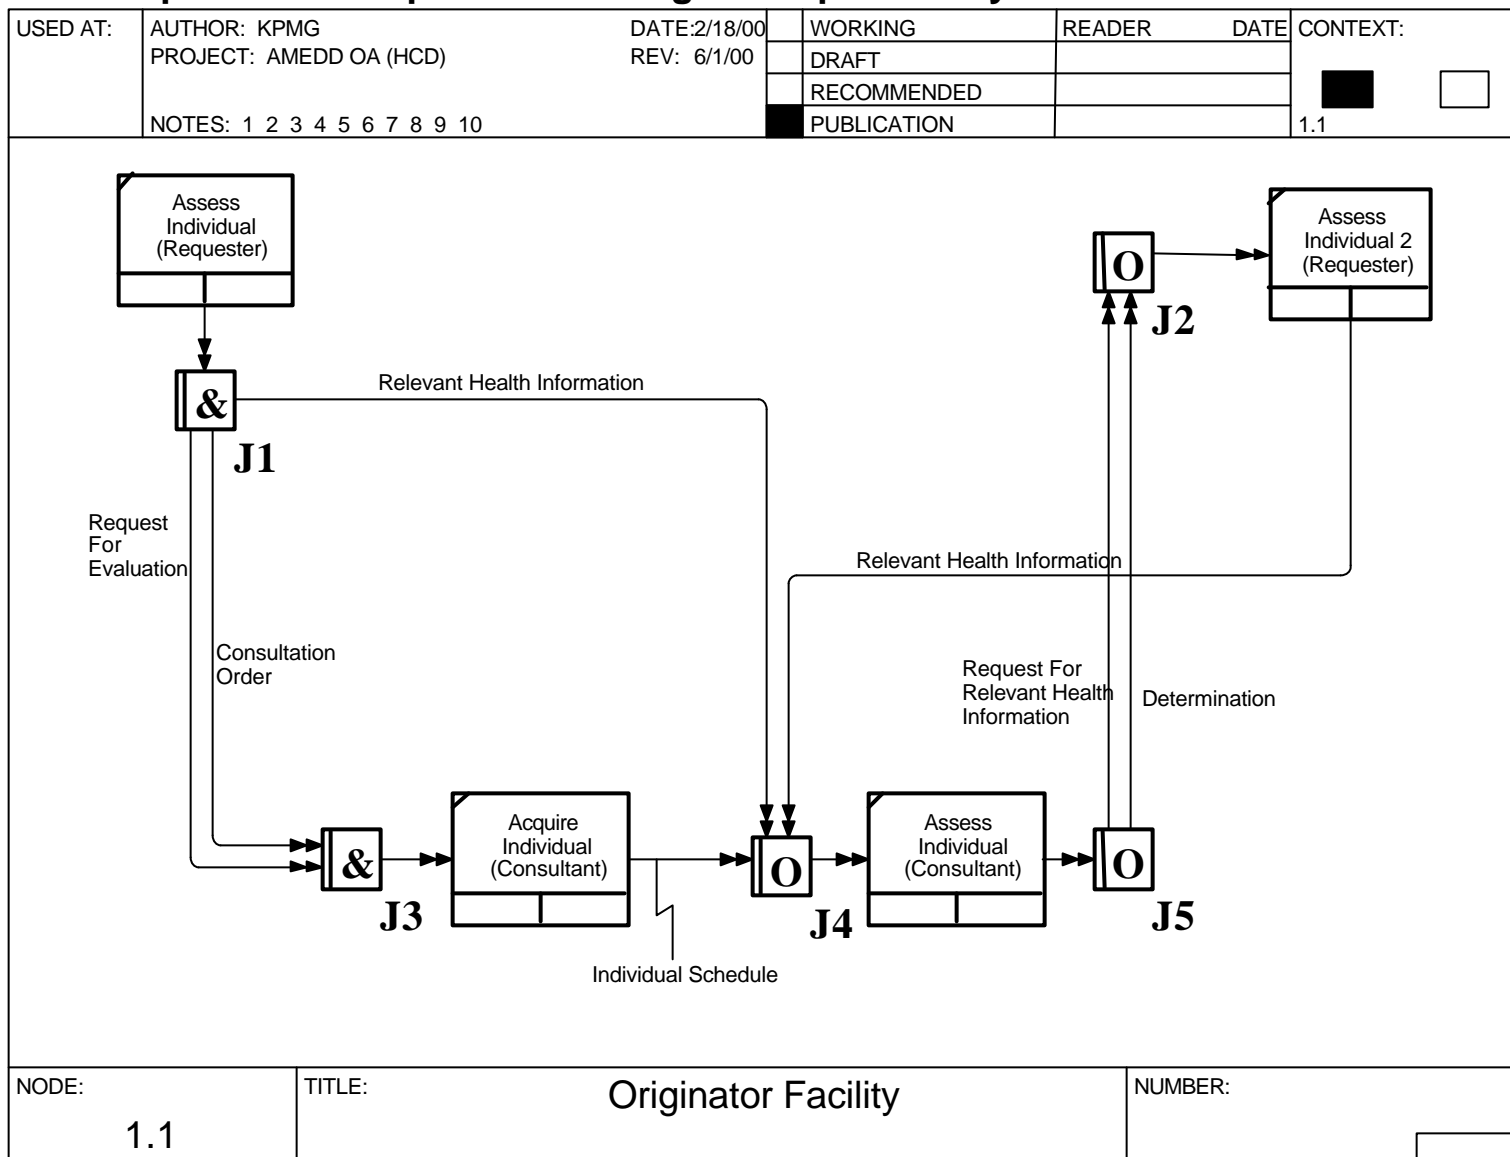 USED AT:
AUTHOR: KPMG
DATE:2/18/00
PROJECT: AMEDD OA (HCD)
REV: 6/1/00
NOTES: 1 2 3 4 5 6 7 8 9 10
WORKING
DRAFT
RECOMMENDED
PUBLICATION
READER DATE
CONTEXT:
1.1
Assess
Individual
(Requester)
&
J1
Relevant Health Information
Request
For
Evaluation
Consultation
Order
O
J2
Assess
Individual 2
(Requester)
Relevant Health Information
Request For
Relevant Health
Information
Determination
&
J3
Acquire
Individual
(Consultant)
Individual Schedule
O
J4
Assess
Individual
(Consultant)
O
J5
NODE:
1.1
TITLE:
Originator Facility
NUMBER: